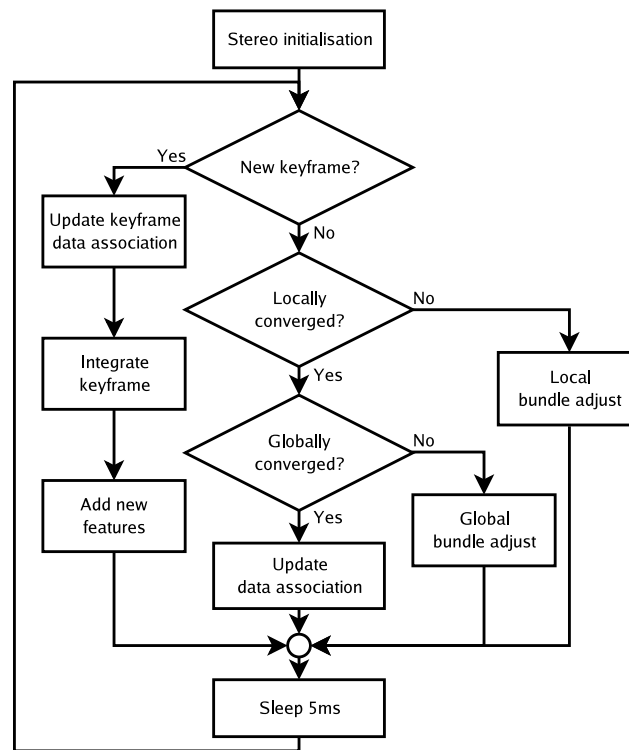 Stereo initialisation
New keyframe?
Yes
No
Update keyframe
data association
Locally
converged?
No
Yes
Integrate
keyframe
Local
bundle adjust
Globally
converged?
No
Yes
Add new
features
Global
bundle adjust
Update
data association
Sleep 5ms